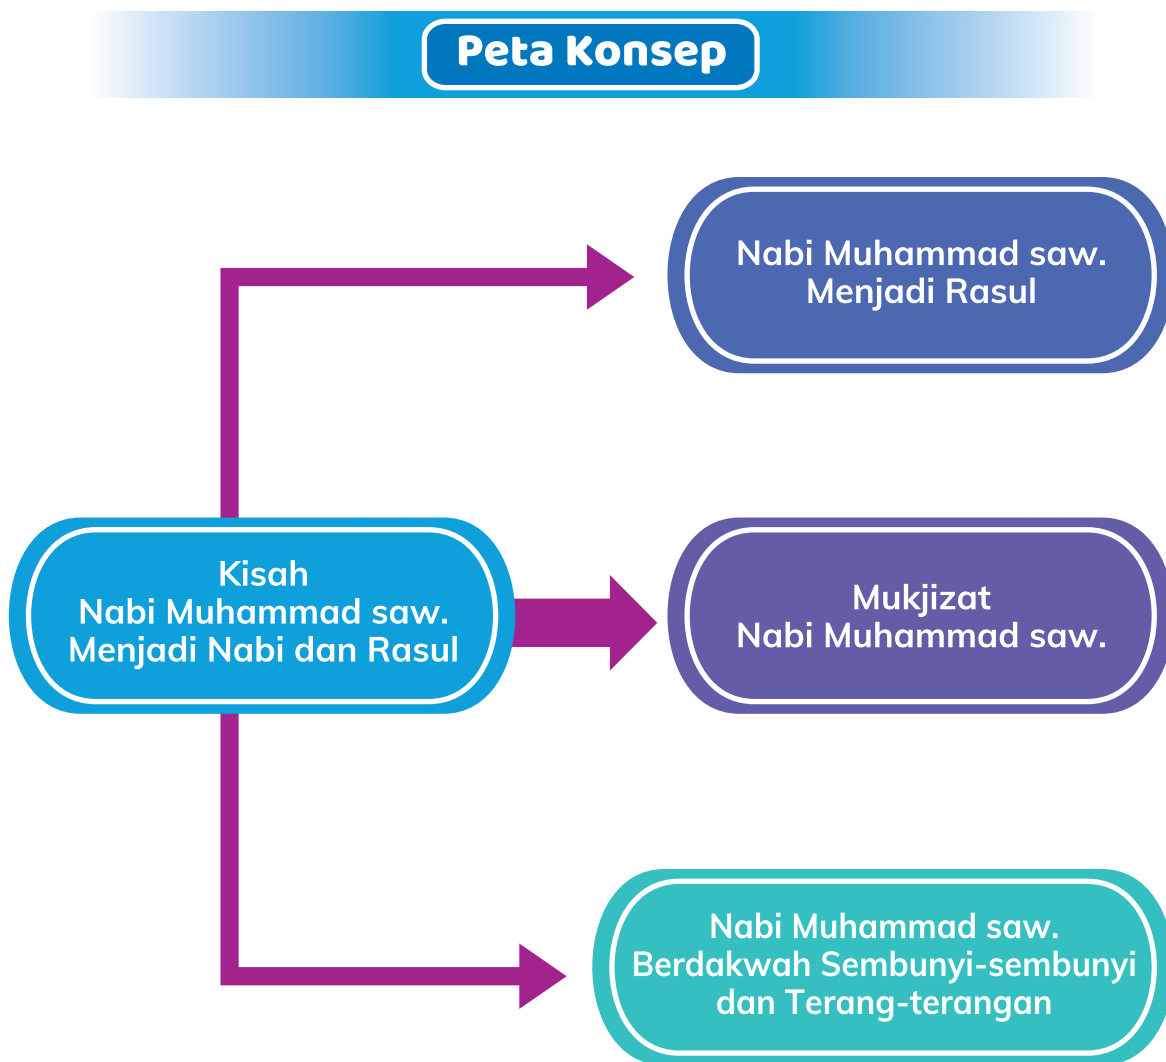 Peta Konsep
Nabi Muhammad saw.
Menjadi Rasul
Kisah
Nabi Muhammad saw.
Menjadi Nabi dan Rasul
Mukjizat
Nabi Muhammad saw.
Nabi Muhammad saw.
Berdakwah Sembunyi-sembunyi
dan Terang-terangan